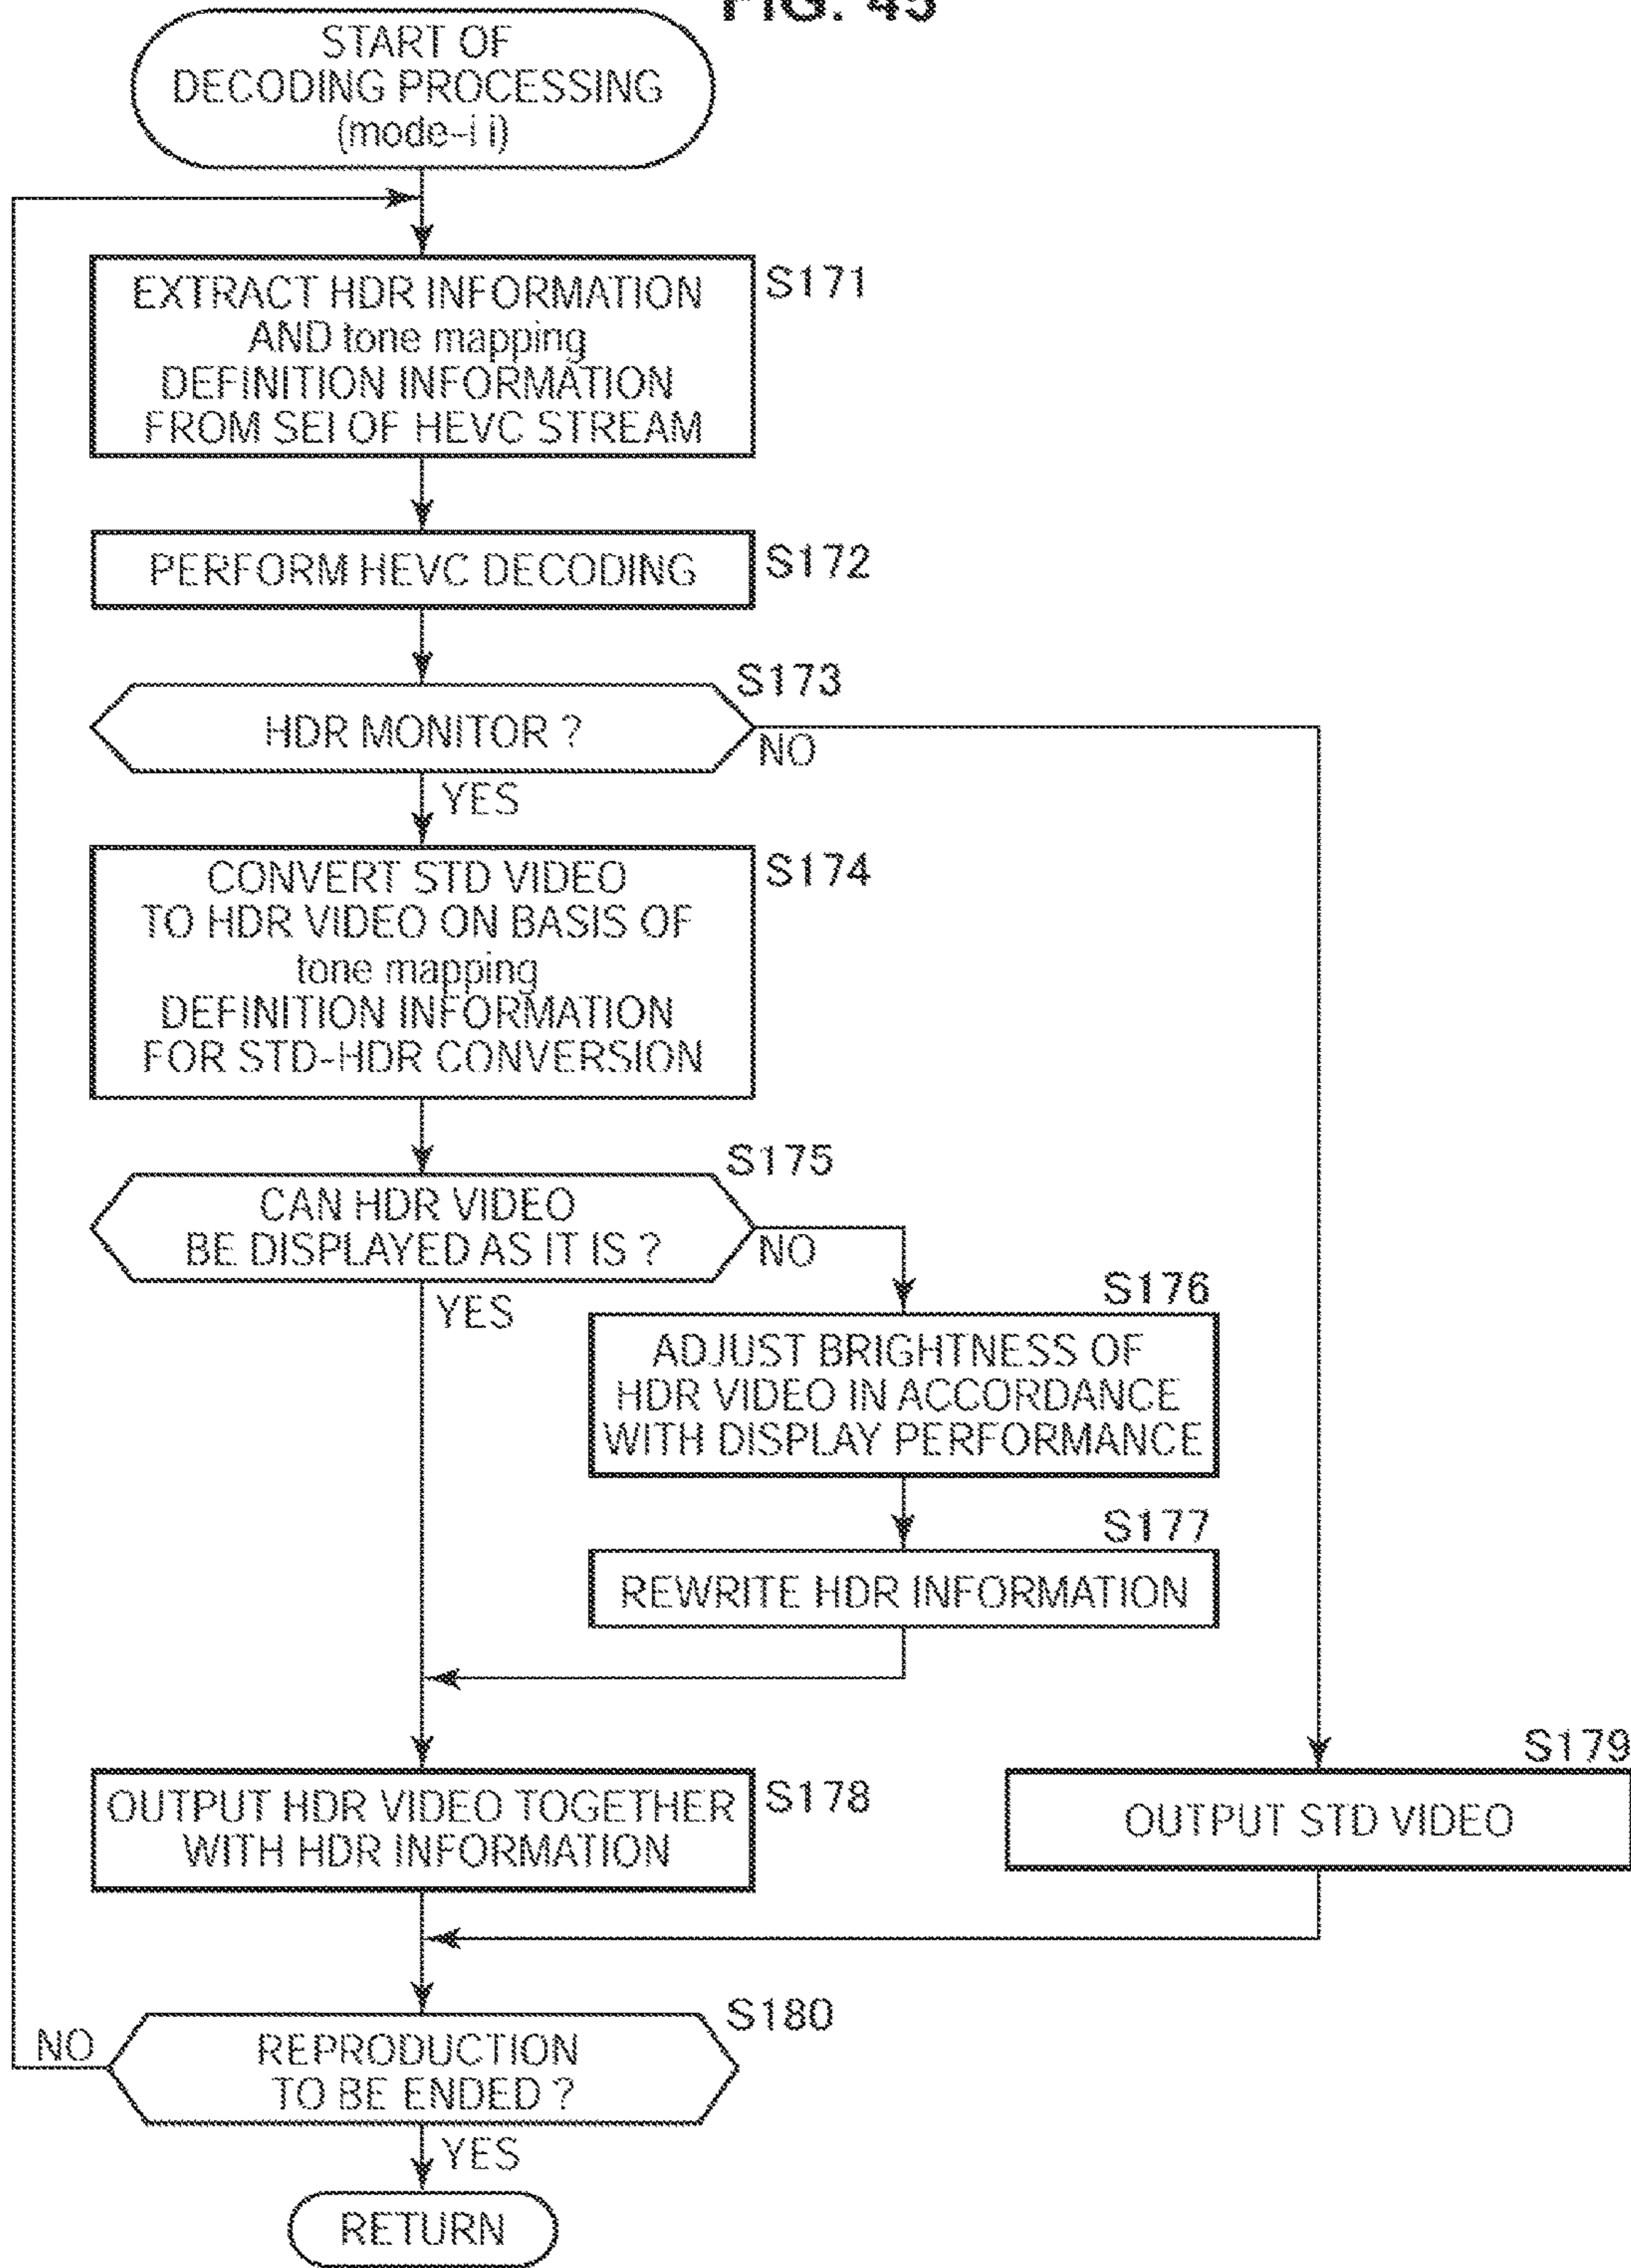 FIG. 45
START OF
DECODING PROCESSING
(mode-i i)
EXTRACT HDR INFORMATION
AND tone mapping
DEFINITION INFORMATION
FROM SEI OF HEVC STREAM
S171
PERFORM HEVC DECODING
S172
S173
HDR MONITOR ?
NO
YES
CONVERT STD VIDEO
TO HDR VIDEO ON BASIS OF
tone mapping
DEFINITION INFORMATION
FOR STD-HDR CONVERSION
S174
S175
CAN HDR VIDEO
BE DISPLAYED AS IT IS ?
NO
YES
S176
ADJUST BRIGHTNESS OF
HDR VIDEO IN ACCORDANCE
WITH DISPLAY PERFORMANCE
S177
REWRITE HDR INFORMATION
OUTPUT HDR VIDEO TOGETHER
WITH HDR INFORMATION
S178
S179
OUTPUT STD VIDEO
S180
NO
REPRODUCTION
TO BE ENDED ?
YES
RETURN